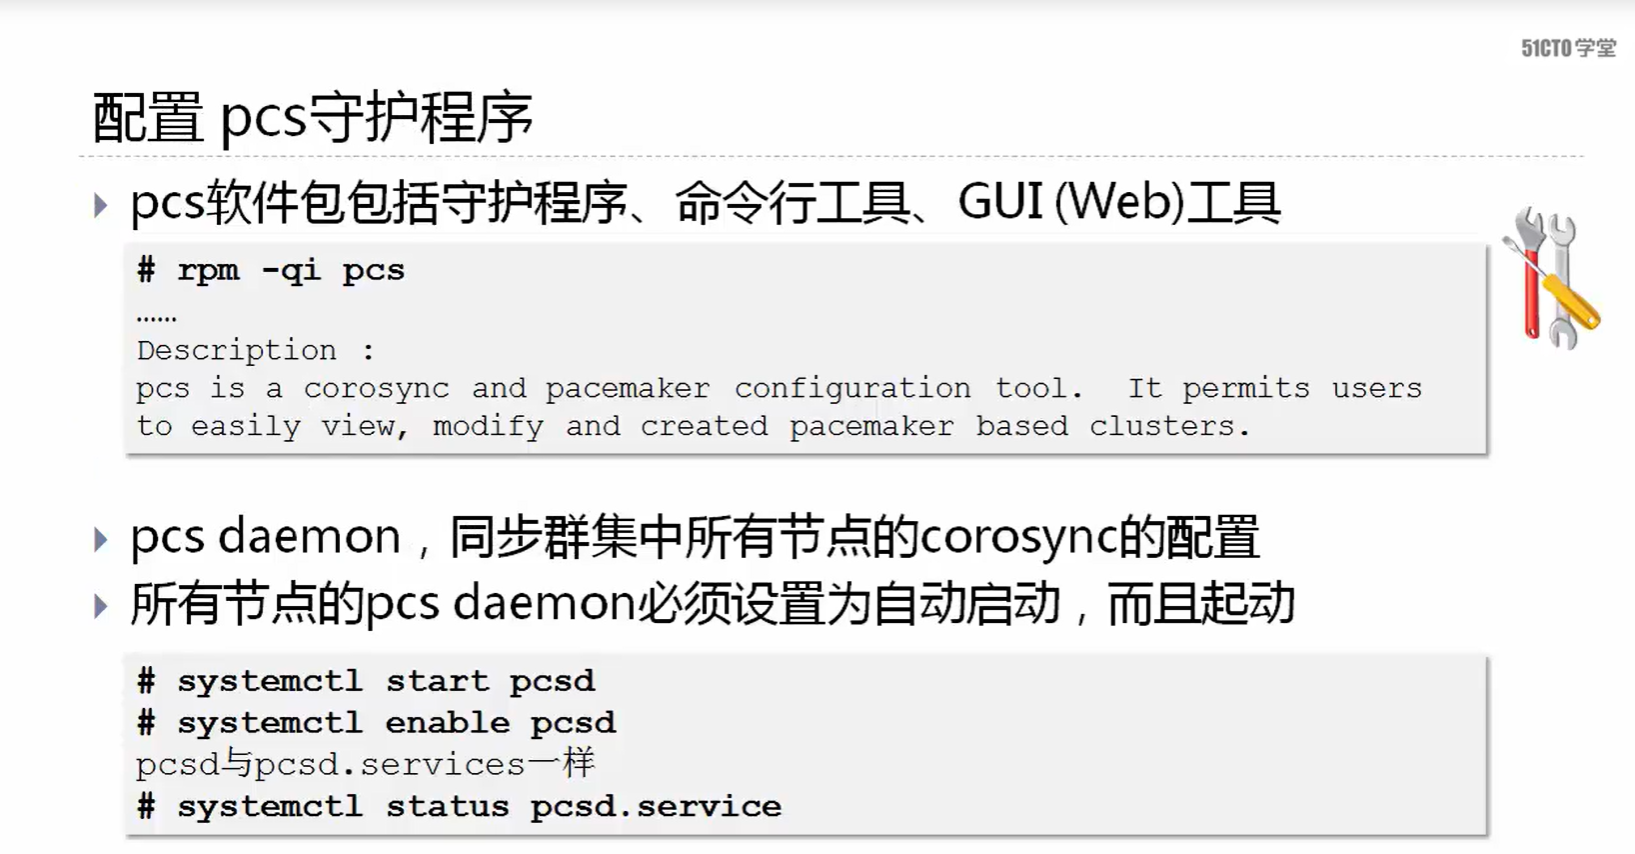 51CTO学堂
配置 pcs守护程序
pcs软件包包括守护程序、命令行工具、GUI (Web)工具
# rpm -qi pcs
......
Description :
pcs is a corosync and pacemaker configuration tool.  It permits users
to easily view, modify and created pacemaker based clusters.
pcs daemon，同步群集中所有节点的corosync的配置
所有节点的pcs daemon必须设置为自动启动，而且起动
# systemctl start pcsd
# systemctl enable pcsd
pcsd与pcsd.services一样
# systemctl status pcsd.service